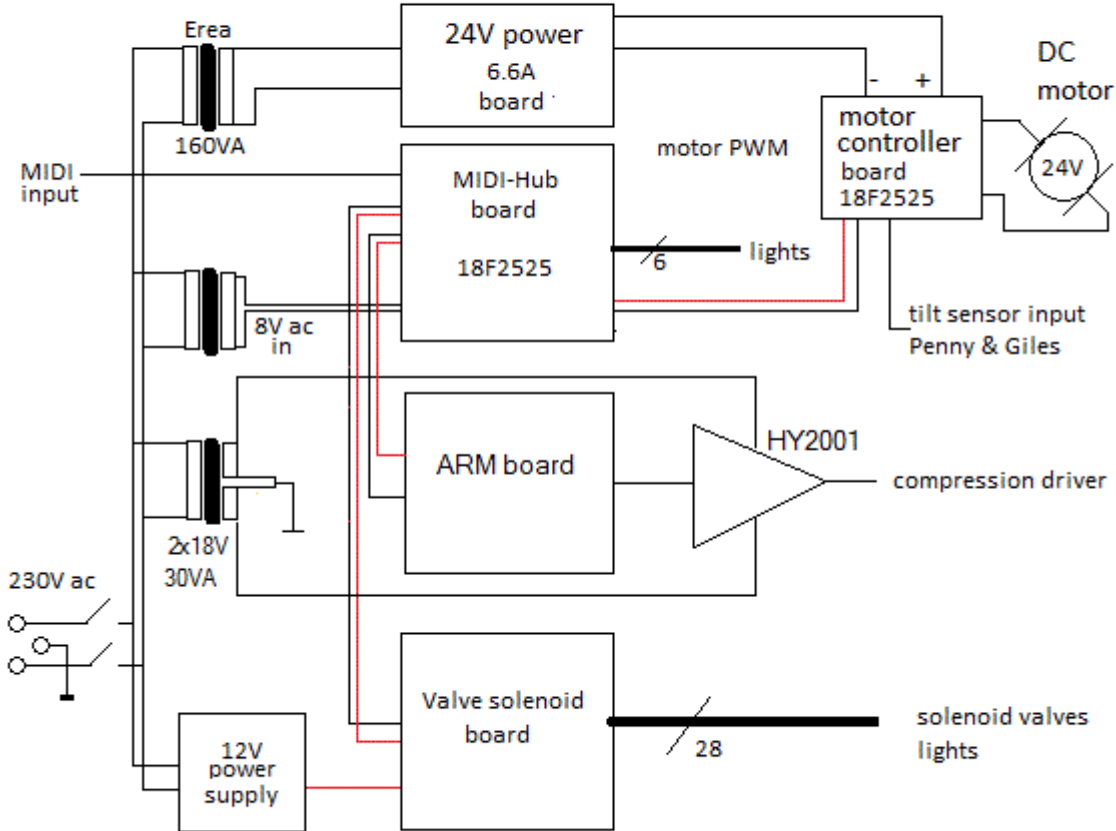 Erea
160VA
24V power
6.6A
board
- +
DC
motor
motor
controller
board
18F2525
24V
motor PWM
MIDI
input
MIDI-Hub
board
18F2525
6
lights
8V ac
in
tilt sensor input
Penny & Giles
ARM board
HY2001
compression driver
2x18V
30VA
230V ac
Valve solenoid
board
28
solenoid valves
lights
12V
power
supply